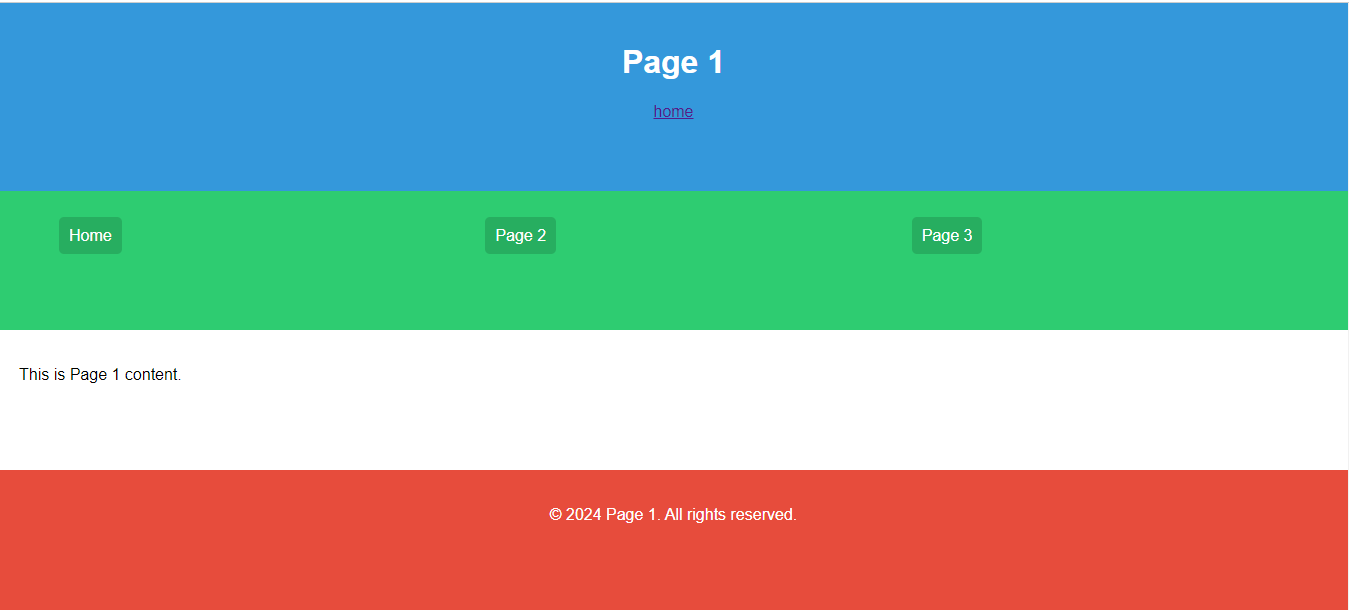 Page 1
home
Home
Page 2
Page 3
This is Page 1 content.
© 2024 Page 1. All rights reserved.